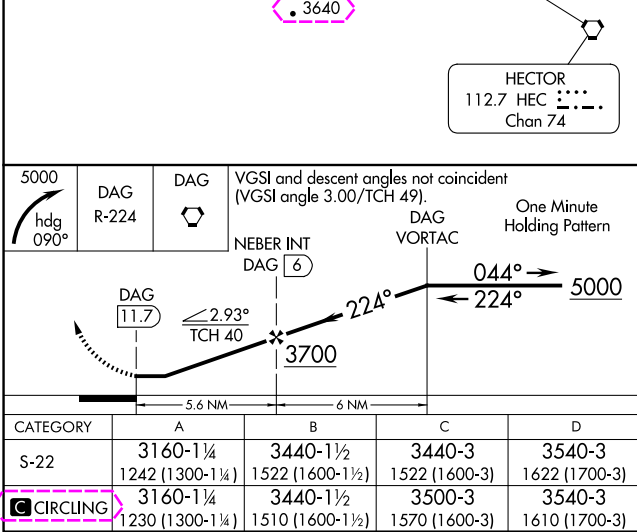 3640
HECTOR
112.7 HEC
Chan 74
5000
hdg
090°
DAG
R-224
DAG
VGSI and descent angles not coincident
(VGSI angle 3.00/TCH 49).
DAG
VORTAC
One Minute
Holding Pattern
NEBER INT
DAG 6
044°
224°
5000
224°
DAG
11.7
2.93°
TCH 40
3700
5.6 NM
6 NM
CATEGORY A B C D
S-22 3160-1¼ 3440-1½ 3440-3 3540-3
1242 (1300-1¼) 1522 (1600-1½) 1522 (1600-3) 1622 (1700-3)
C CIRCLING 3160-1¼ 3440-1½ 3500-3 3540-3
1230 (1300-1¼) 1510 (1600-1½) 1570 (1600-3) 1610 (1700-3)